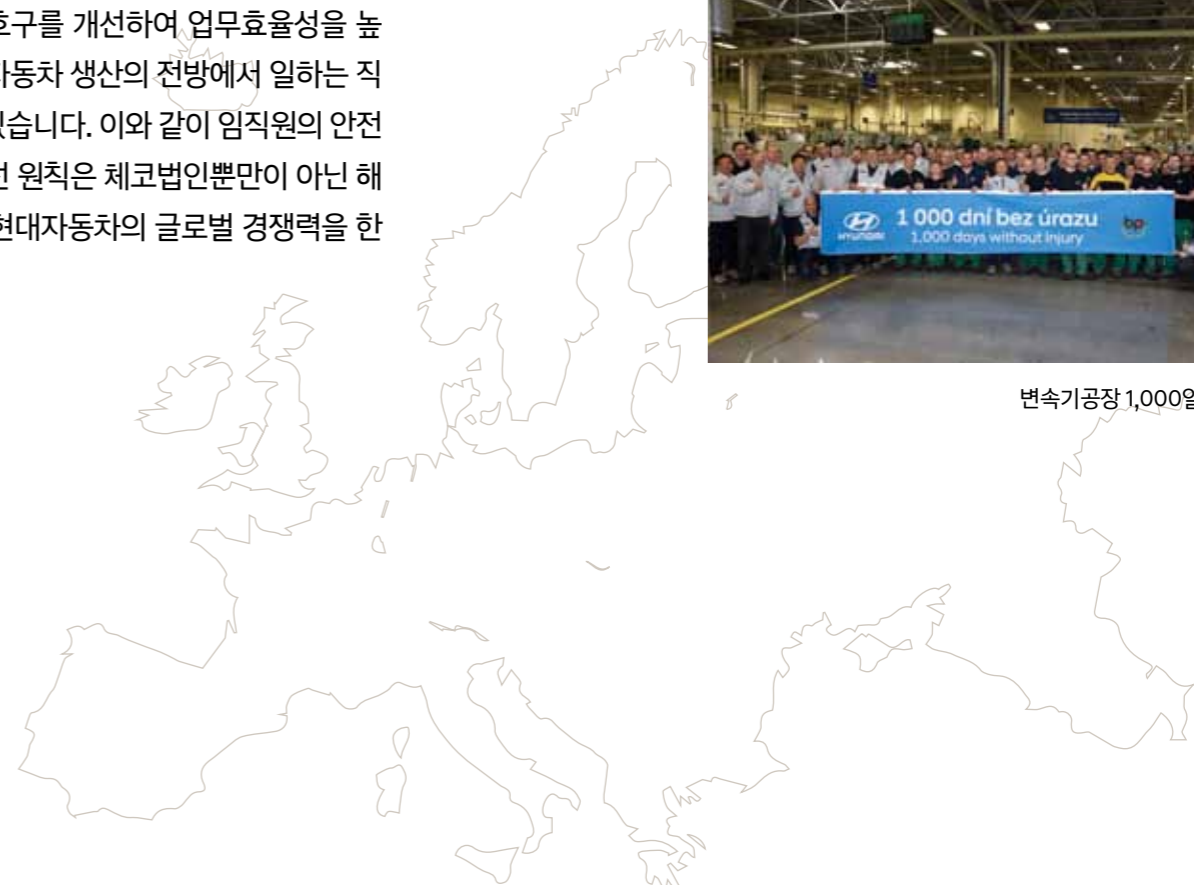 호구를 개선하여 업무효율성을 높
자동차 생산의 전방에서 일하는 직
있습니다. 이와 같이 임직원의 안전
선 원칙은 체코법인뿐만이 아닌 해
현대자동차의 글로벌 경쟁력을 한
HYUNDAI
1 000 dní bez úrazu
1,000 days without injury
bp
변속기공장 1,000일